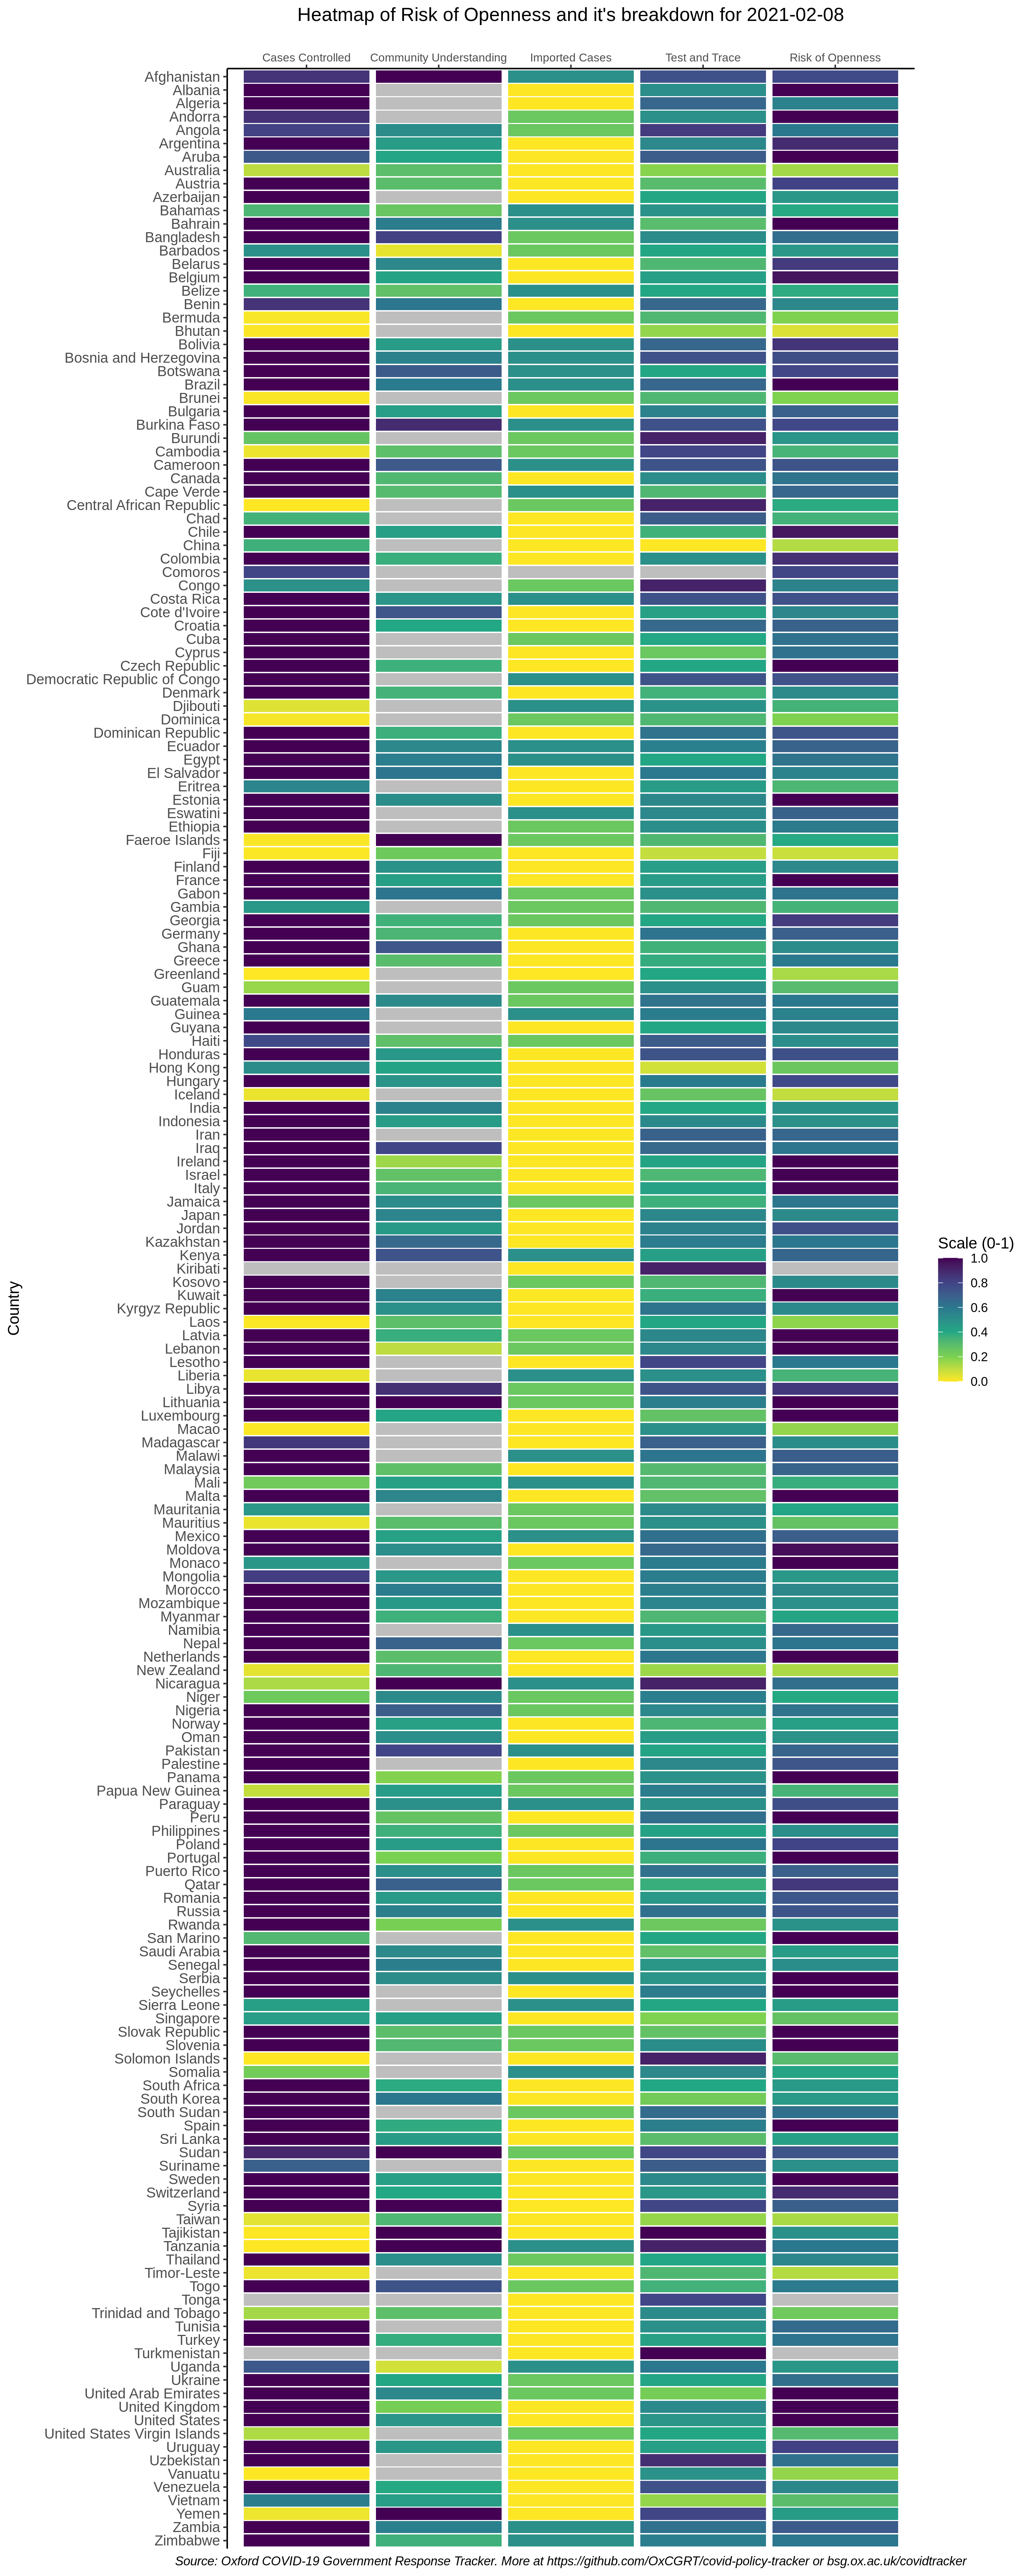 Heatmap of Risk of Openness and it's breakdown for 2021-02-08
Cases Controlled Community Understanding Imported Cases Test and Trace Risk of Openness
Afghanistan
Albania
Algeria
Andorra
Angola
Argentina
Aruba
Australia
Austria
Azerbaijan
Bahamas
Bahrain
Bangladesh
Barbados
Belarus
Belgium
Belize
Benin
Bermuda
Bhutan
Bolivia
Bosnia and Herzegovina
Botswana
Brazil
Brunei
Bulgaria
Burkina Faso
Burundi
Cambodia
Cameroon
Canada
Cape Verde
Central African Republic
Chad
Chile
China
Colombia
Comoros
Congo
Costa Rica
Cote d'Ivoire
Croatia
Cuba
Cyprus
Czech Republic
Democratic Republic of Congo
Denmark
Djibouti
Dominica
Dominican Republic
Ecuador
Egypt
El Salvador
Eritrea
Estonia
Eswatini
Ethiopia
Faeroe Islands
Fiji
Finland
France
Gabon
Gambia
Georgia
Germany
Ghana
Greece
Greenland
Guam
Guatemala
Guinea
Guyana
Haiti
Honduras
Hong Kong
Hungary
Iceland
India
Indonesia
Iran
Iraq
Ireland
Israel
Italy
Jamaica
Japan
Jordan
Kazakhstan
Kenya
Kiribati
Kosovo
Kuwait
Kyrgyz Republic
Laos
Latvia
Lebanon
Lesotho
Liberia
Libya
Lithuania
Luxembourg
Macao
Madagascar
Malawi
Malaysia
Mali
Malta
Mauritania
Mauritius
Mexico
Moldova
Monaco
Mongolia
Morocco
Mozambique
Myanmar
Namibia
Nepal
Netherlands
New Zealand
Nicaragua
Niger
Nigeria
Norway
Oman
Pakistan
Palestine
Panama
Papua New Guinea
Paraguay
Peru
Philippines
Poland
Portugal
Puerto Rico
Qatar
Romania
Russia
Rwanda
San Marino
Saudi Arabia
Senegal
Serbia
Seychelles
Sierra Leone
Singapore
Slovak Republic
Slovenia
Solomon Islands
Somalia
South Africa
South Korea
South Sudan
Spain
Sri Lanka
Sudan
Suriname
Sweden
Switzerland
Syria
Taiwan
Tajikistan
Tanzania
Thailand
Timor-Leste
Togo
Tonga
Trinidad and Tobago
Tunisia
Turkey
Turkmenistan
Uganda
Ukraine
United Arab Emirates
United Kingdom
United States
United States Virgin Islands
Uruguay
Uzbekistan
Vanuatu
Venezuela
Vietnam
Yemen
Zambia
Zimbabwe
Country
Scale (0-1)
1.0
0.8
0.6
0.4
0.2
0.0
Source: Oxford COVID-19 Government Response Tracker. More at https://github.com/OxCGRT/covid-policy-tracker or bsg.ox.ac.uk/covidtracker